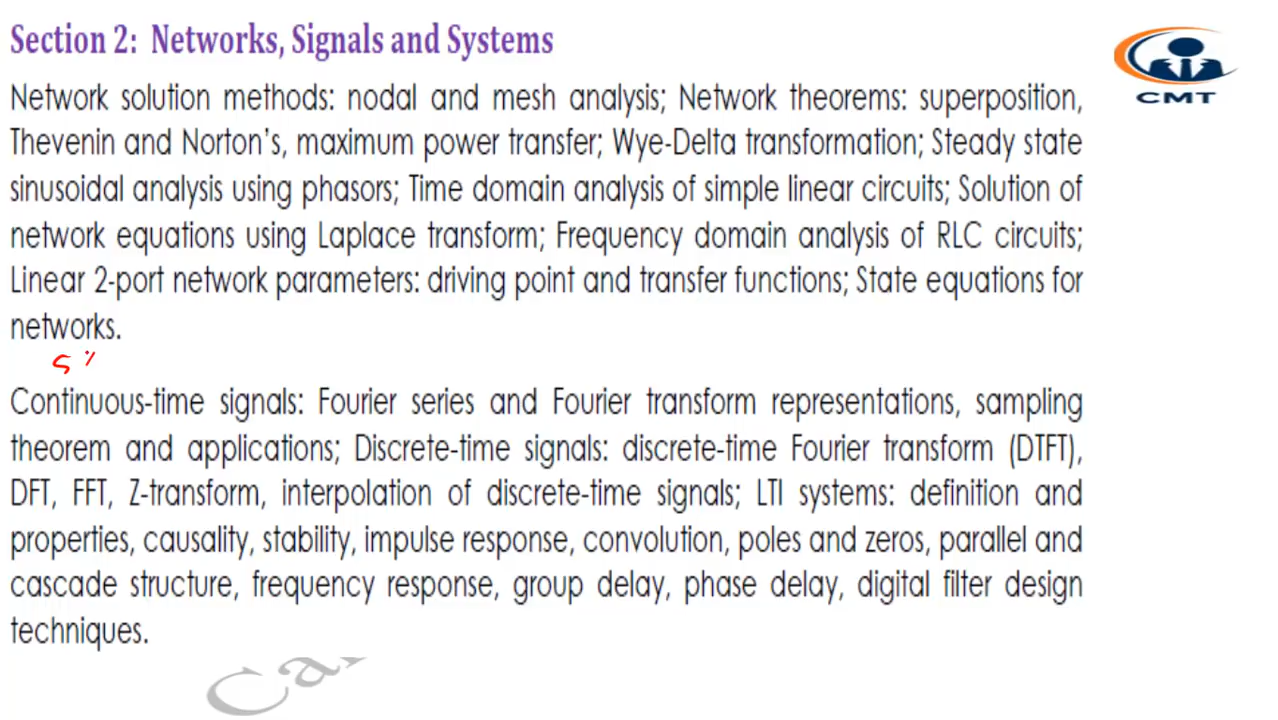 Section 2: Networks, Signals and Systems
CMT
Network solution methods: nodal and mesh analysis; Network theorems: superposition,
Thevenin and Norton's, maximum power transfer; Wye-Delta transformation; Steady state
sinusoidal analysis using phasors; Time domain analysis of simple linear circuits; Solution of
network equations using Laplace transform; Frequency domain analysis of RLC circuits;
Linear 2-port network parameters: driving point and transfer functions; State equations for
networks.
Continuous-time signals: Fourier series and Fourier transform representations, sampling
theorem and applications; Discrete-time signals: discrete-time Fourier transform (DTFT),
DFT, FFT, Z-transform, interpolation of discrete-time signals; LTI systems: definition and
properties, causality, stability, impulse response, convolution, poles and zeros, parallel and
cascade structure, frequency response, group delay, phase delay, digital filter design
techniques.